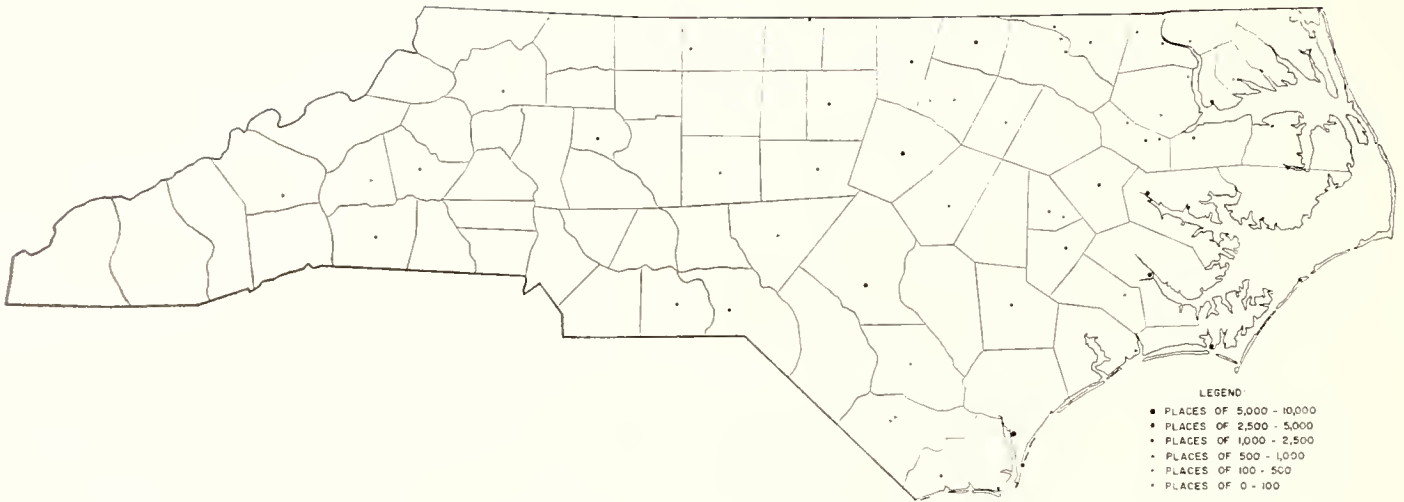 LEGEND
PLACES OF 5,000 - 10,000
PLACES OF 2,500 - 5,000
PLACES OF 1,000 - 2,500
PLACES OF 500 - 1,000
PLACES OF 100 - 500
PLACES OF 0 - 100